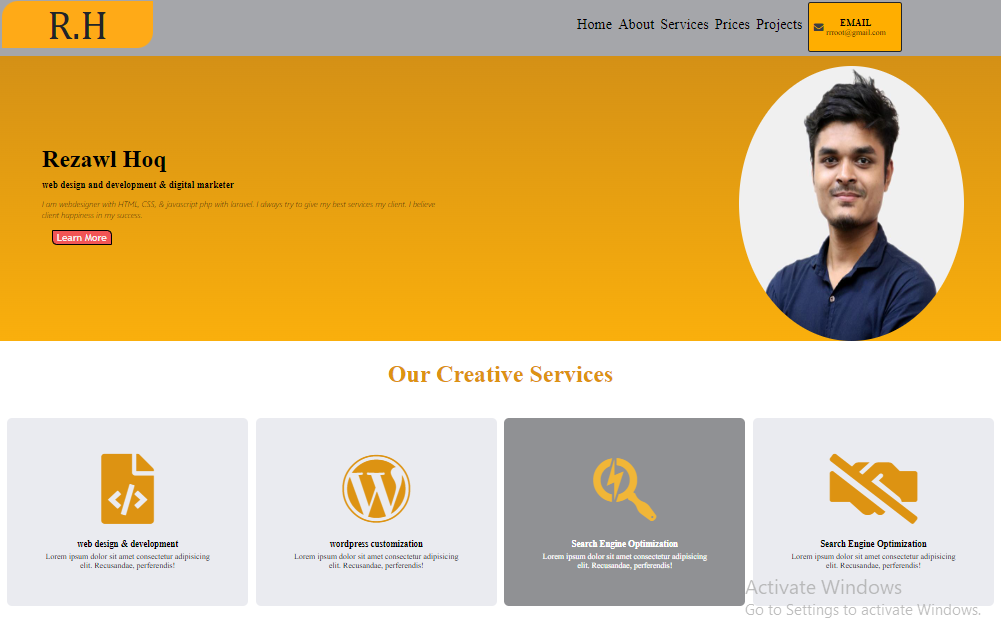 R.H
Home About Services Prices Projects
EMAIL
rrroot@gmail.com
Rezawl Hoq
web design and development & digital marketer
I am webdesigner with HTML, CSS, & javascript php with laravel. I always try to give my best services my client. I believe
client happiness in my success.
Learn More
Our Creative Services
web design & development
Lorem ipsum dolor sit amet consectetur adipisicing
elit. Recusandae, perferendis!
wordpress customization
Lorem ipsum dolor sit amet consectetur adipisicing
elit. Recusandae, perferendis!
Search Engine Optimization
Lorem ipsum dolor sit amet consectetur adipisicing
elit. Recusandae, perferendis!
Search Engine Optimization
Lorem ipsum dolor sit amet consectetur adipisicing
elit. Recusandae, perferendis!
Activate Windows
Go to Settings to activate Windows.